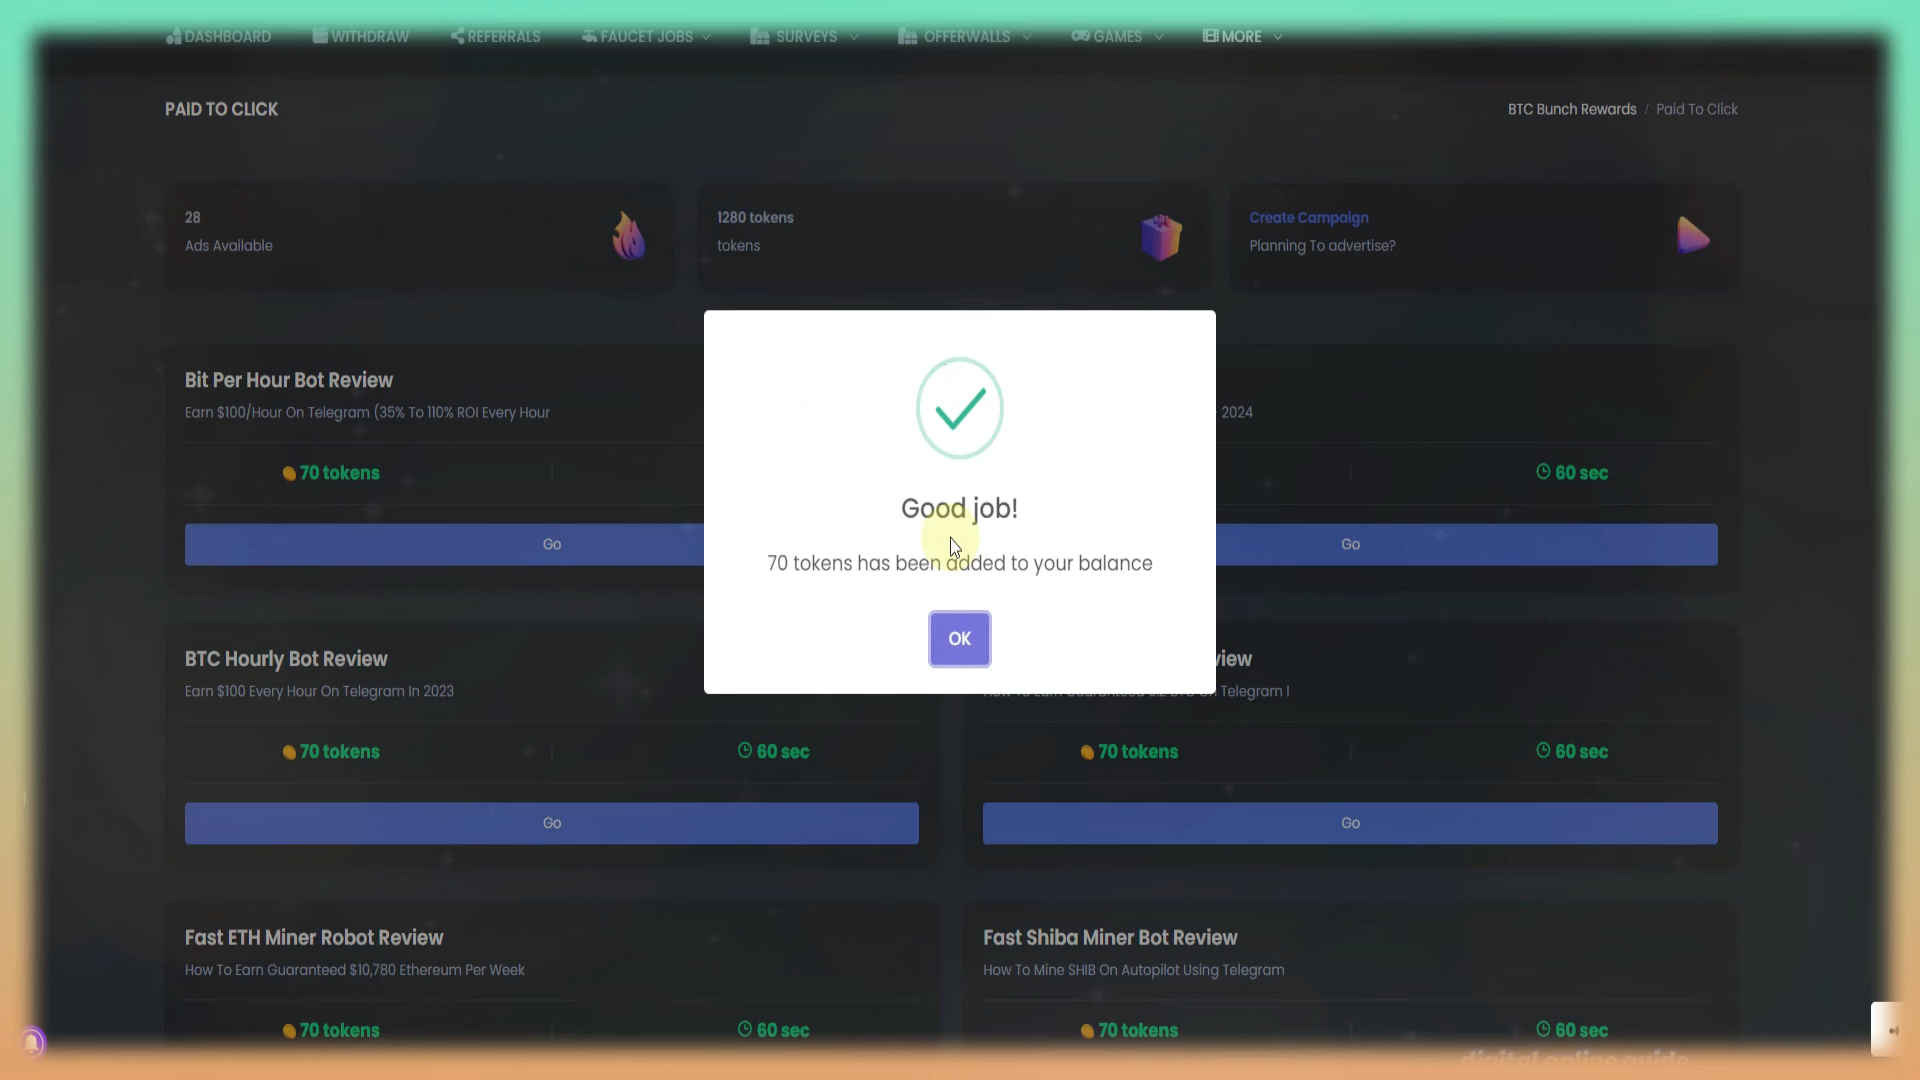 DASHBOARD WITHDRAW REFERRALS FAUCET JOBS SURVEYS OFFERWALLS GAMES MORE
PAID TO CLICK
BTC Bunch Rewards / Paid To Click
28
Ads Available
1280 tokens
tokens
Create Campaign
Planning To advertise?
Good job!
70 tokens has been added to your balance
OK
Bit Per Hour Bot Review
Earn $100/Hour On Telegram (35% To 110% ROI Every Hour
70 tokens
Go
2024
60 sec
Go
BTC Hourly Bot Review
Earn $100 Every Hour On Telegram In 2023
70 tokens 60 sec
Go
Telegram I
70 tokens 60 sec
Go
Fast ETH Miner Robot Review
How To Earn Guaranteed $10,780 Ethereum Per Week
70 tokens 60 sec
Fast Shiba Miner Bot Review
How To Mine SHIB On Autopilot Using Telegram
70 tokens 60 sec
digital online guide